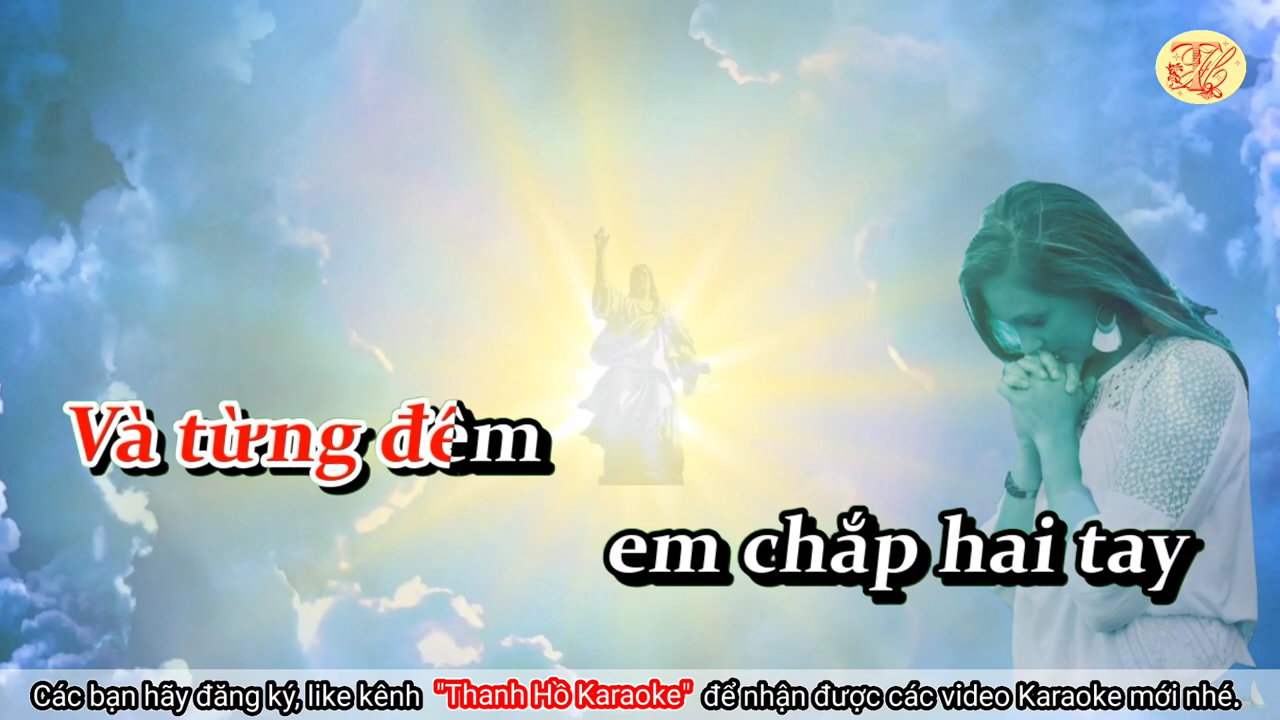 Và từng đêm
em chắp hai tay
Các bạn hãy đăng ký, like kênh "Thanh Hồ Karaoke" để nhận được các video Karaoke mới nhé.